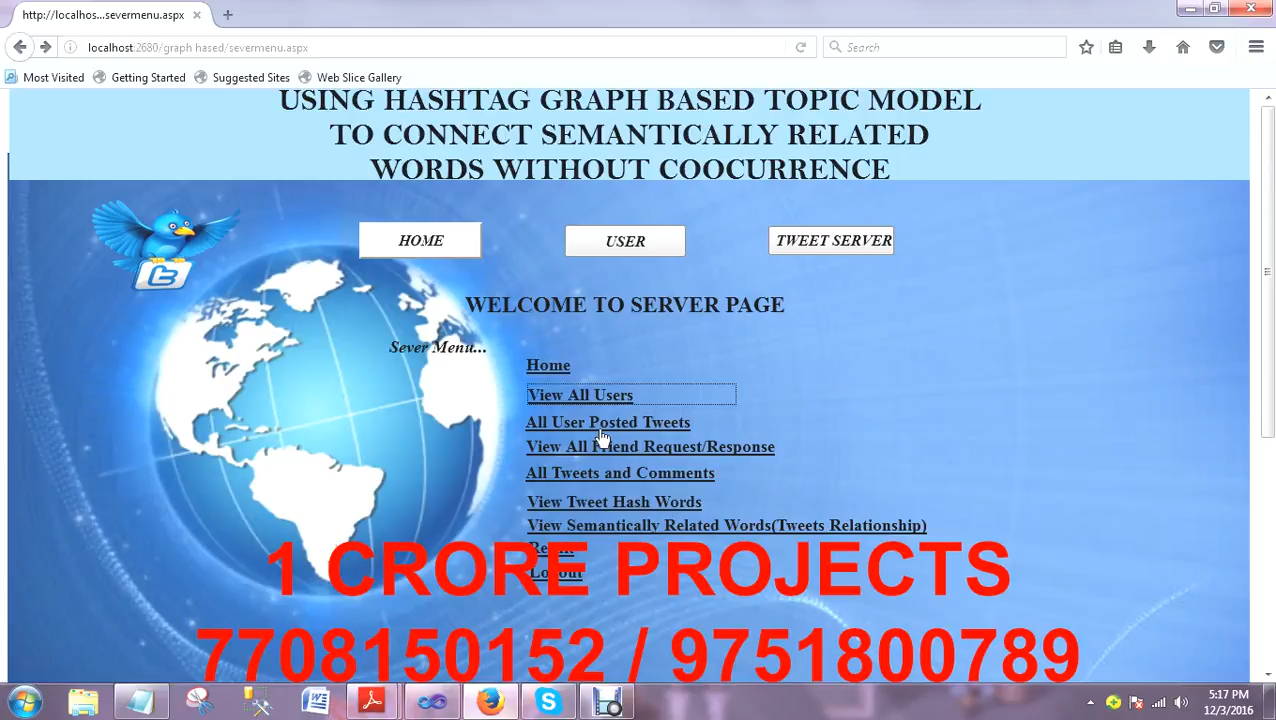 http://localhos...severmenu.aspx
localhost:2680/graph hased/severmenu.aspx
Search
Most Visited
Getting Started
Suggested Sites
Web Slice Gallery
USING HASHTAG GRAPH BASED TOPIC MODEL
TO CONNECT SEMANTICALLY RELATED
WORDS WITHOUT COOCURRENCE
HOME
USER
TWEET SERVER
WELCOME TO SERVER PAGE
Sever Menu...
Home
View All Users
All User Posted Tweets
View All Friend Request/Response
All Tweets and Comments
View Tweet Hash Words
View Semantically Related Words(Tweets Relationship)
Logout
1 CRORE PROJECTS
7708150152 / 9751800789
5:17 PM
12/3/2016